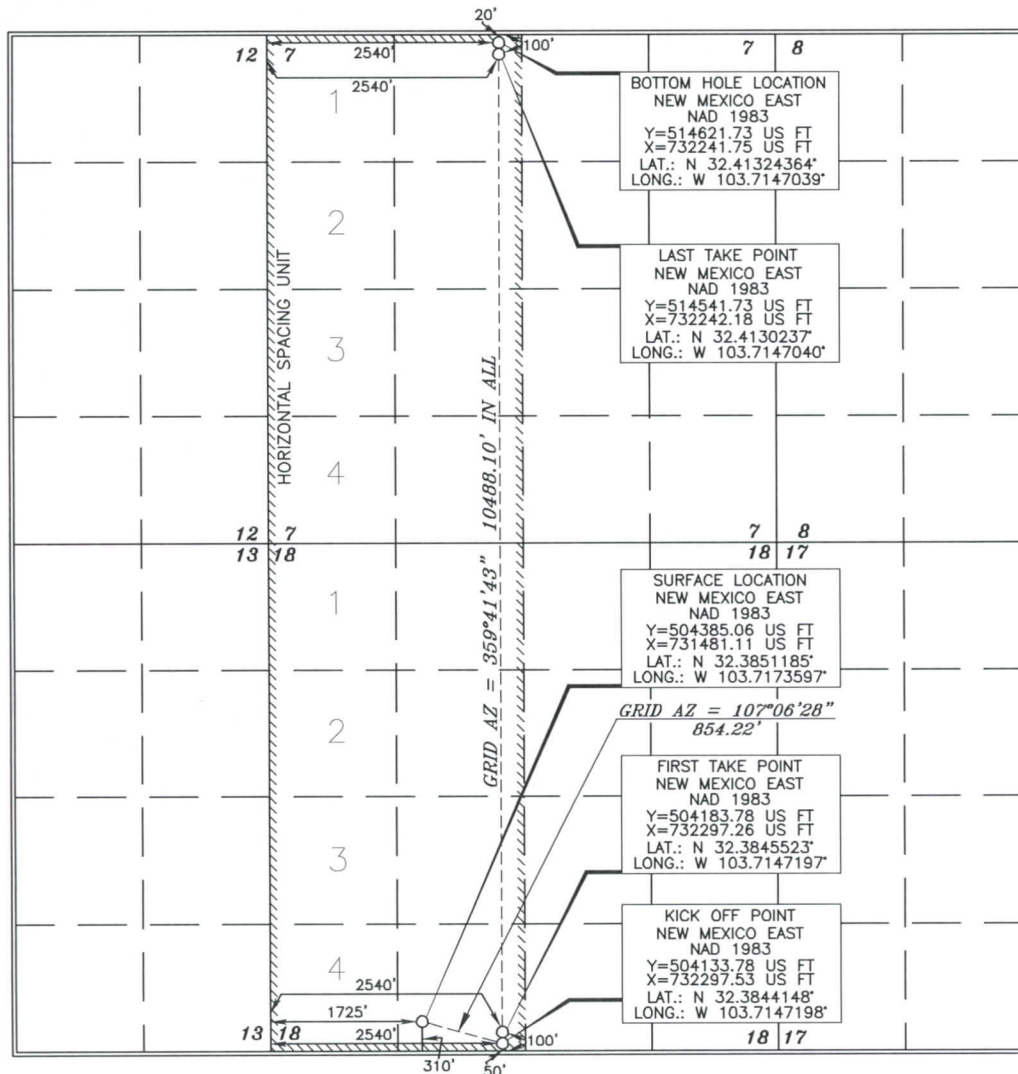 20'
2540'
100'
12 7
7 8
2540'
1
BOTTOM HOLE LOCATION
NEW MEXICO EAST
NAD 1983
Y=514621.73 US FT
X=732241.75 US FT
LAT.: N 32.41324364°
LONG.: W 103.7147039°
2
LAST TAKE POINT
NEW MEXICO EAST
NAD 1983
Y=514541.73 US FT
X=732242.18 US FT
LAT.: N 32.4130237°
LONG.: W 103.7147040°
HORIZONTAL SPACING UNIT
3
GRID AZ = 359°41'43" 10488.10' IN ALL
4
12 7
7 8
13 18
18 17
1
SURFACE LOCATION
NEW MEXICO EAST
NAD 1983
Y=504385.06 US FT
X=731481.11 US FT
LAT.: N 32.3851185°
LONG.: W 103.7173597°
2
GRID AZ = 107°06'28"
854.22'
FIRST TAKE POINT
NEW MEXICO EAST
NAD 1983
Y=504183.78 US FT
X=732297.26 US FT
LAT.: N 32.3845523°
LONG.: W 103.7147197°
3
KICK OFF POINT
NEW MEXICO EAST
NAD 1983
Y=504133.78 US FT
X=732297.53 US FT
LAT.: N 32.3844148°
LONG.: W 103.7147198°
4
2540'
1725'
13 18
2540'
100'
18 17
310'
50'